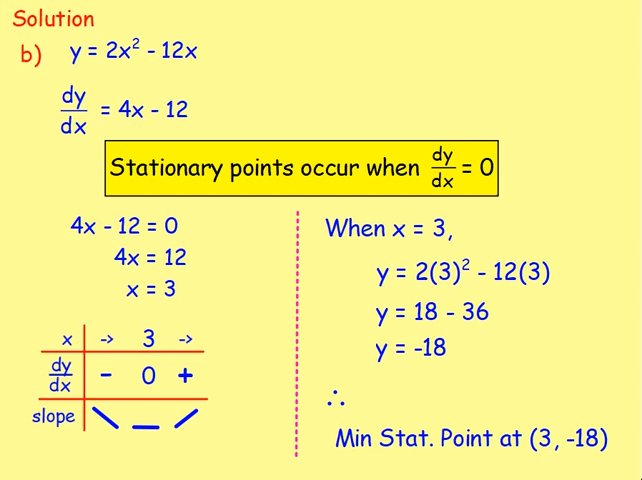 Solution
b) y = 2x² - 12x
dy/dx = 4x - 12
Stationary points occur when dy/dx = 0
4x - 12 = 0
4x = 12
x = 3
x -> 3 ->
dy/dx - 0 +
slope
When x = 3,
y = 2(3)² - 12(3)
y = 18 - 36
y = -18
∴
Min Stat. Point at (3, -18)